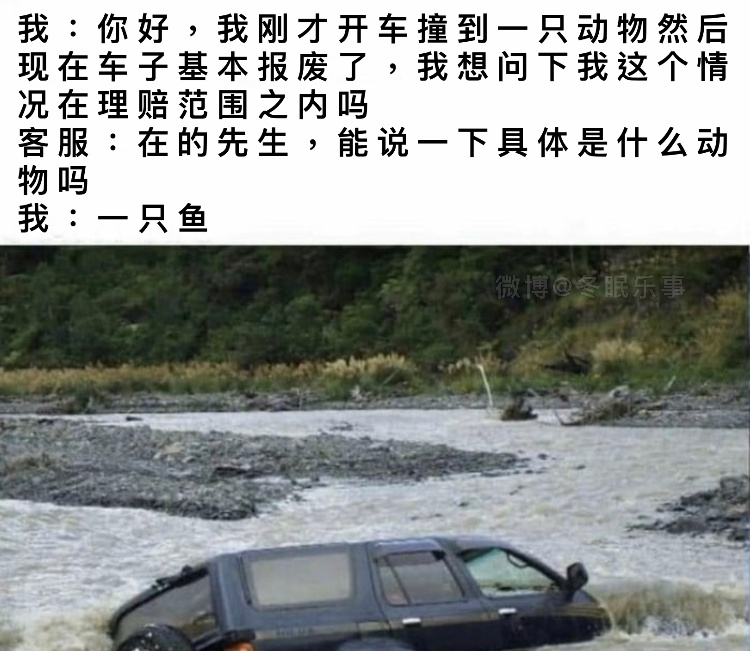 我：你好，我刚才开车撞到一只动物然后
现在车子基本报废了，我想问下我这个情
况在理赔范围之内吗
客服：在的先生，能说一下具体是什么动
物吗
我：一只鱼
微博@冬眠乐事